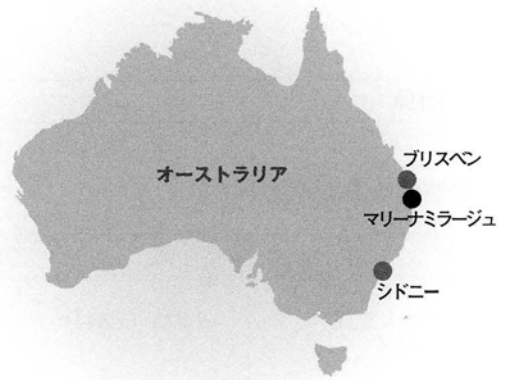 ブリスベン
オーストラリア
マリーナミラージュ
シドニー